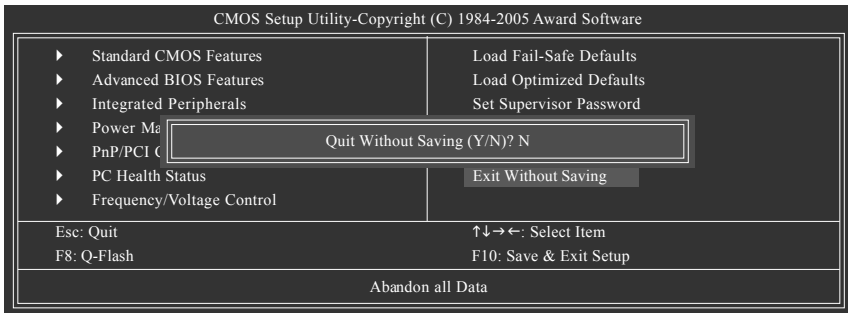 CMOS Setup Utility-Copyright (C) 1984-2005 Award Software
Standard CMOS Features
Advanced BIOS Features
Integrated Peripherals
Power Ma
PnP/PCI
PC Health Status
Frequency/Voltage Control
Load Fail-Safe Defaults
Load Optimized Defaults
Set Supervisor Password
Exit Without Saving
Quit Without Saving (Y/N)? N
Esc: Quit
F8: Q-Flash
↑↓→←: Select Item
F10: Save & Exit Setup
Abandon all Data